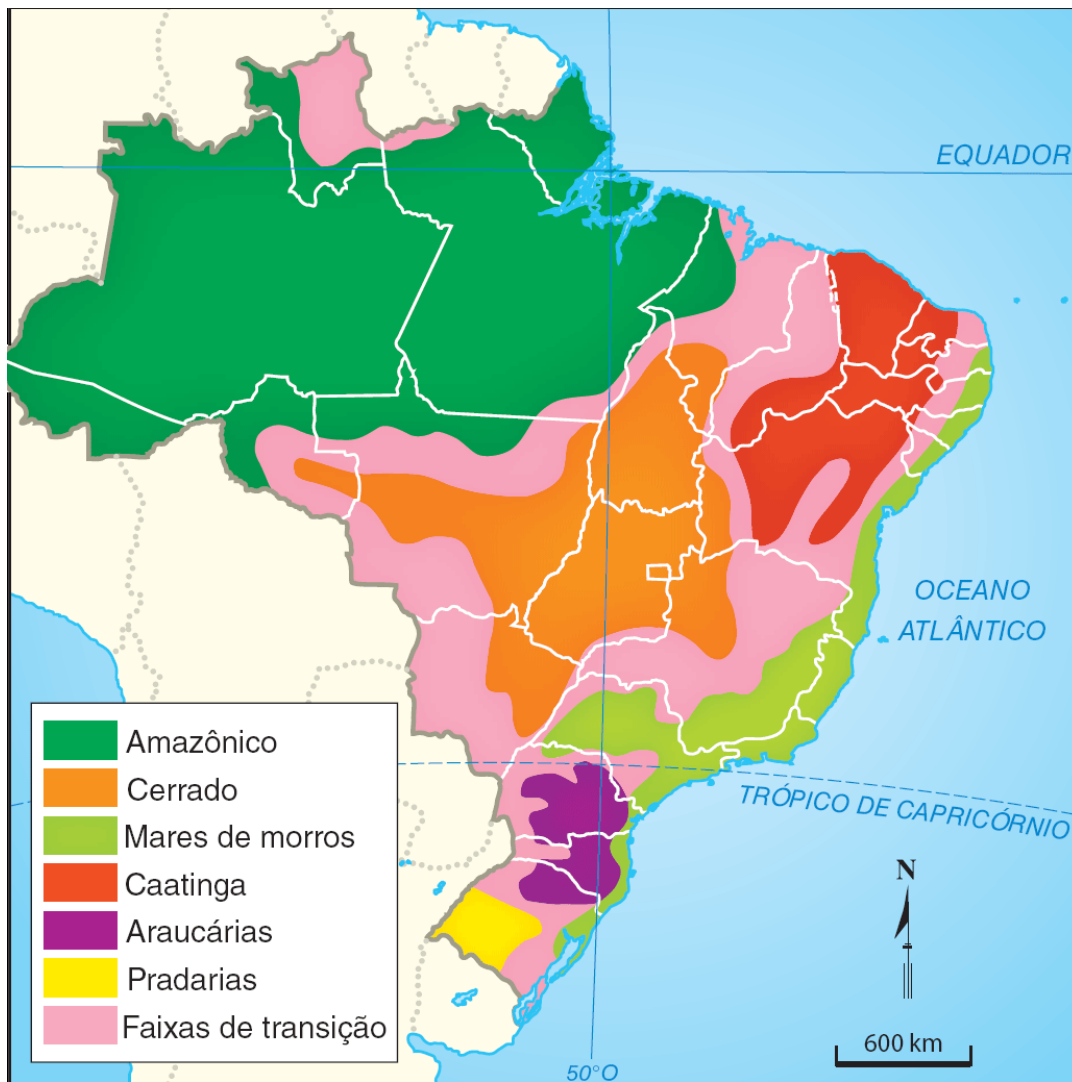 EQUADOR
OCEANO
ATLÂNTICO
TRÓPICO DE CAPRICÓRNIO
Amazônico
Cerrado
Mares de morros
Caatinga
Araucárias
Pradarias
Faixas de transição
N
600 km
50°O